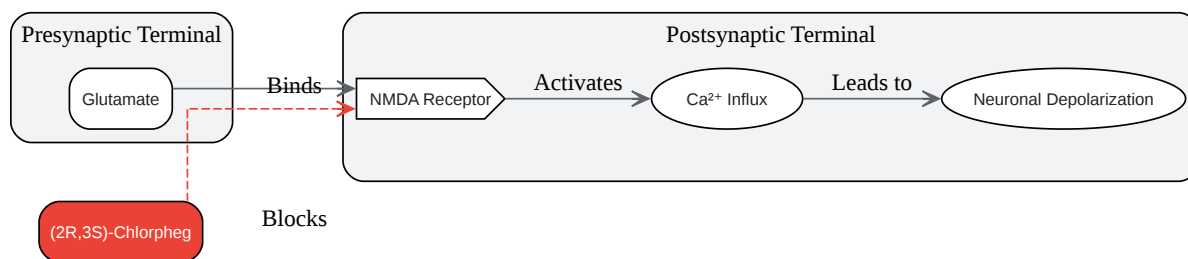 Presynaptic Terminal
Postsynaptic Terminal
Glutamate
Binds
NMDA Receptor
Activates
Ca²⁺ Influx
Leads to
Neuronal Depolarization
(2R,3S)-Chlorpheg
Blocks